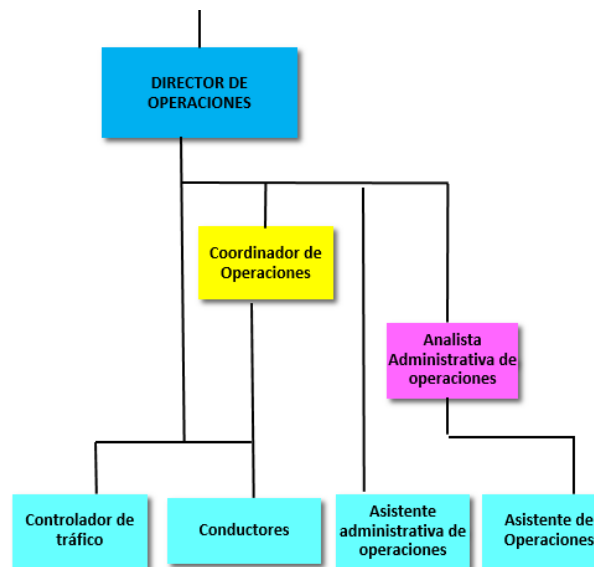 DIRECTOR DE
OPERACIONES
Coordinador de
Operaciones
Analista
Administrativa de
operaciones
Controlador de
tráfico
Conductores
Asistente
administrativa de
operaciones
Asistente de
Operaciones